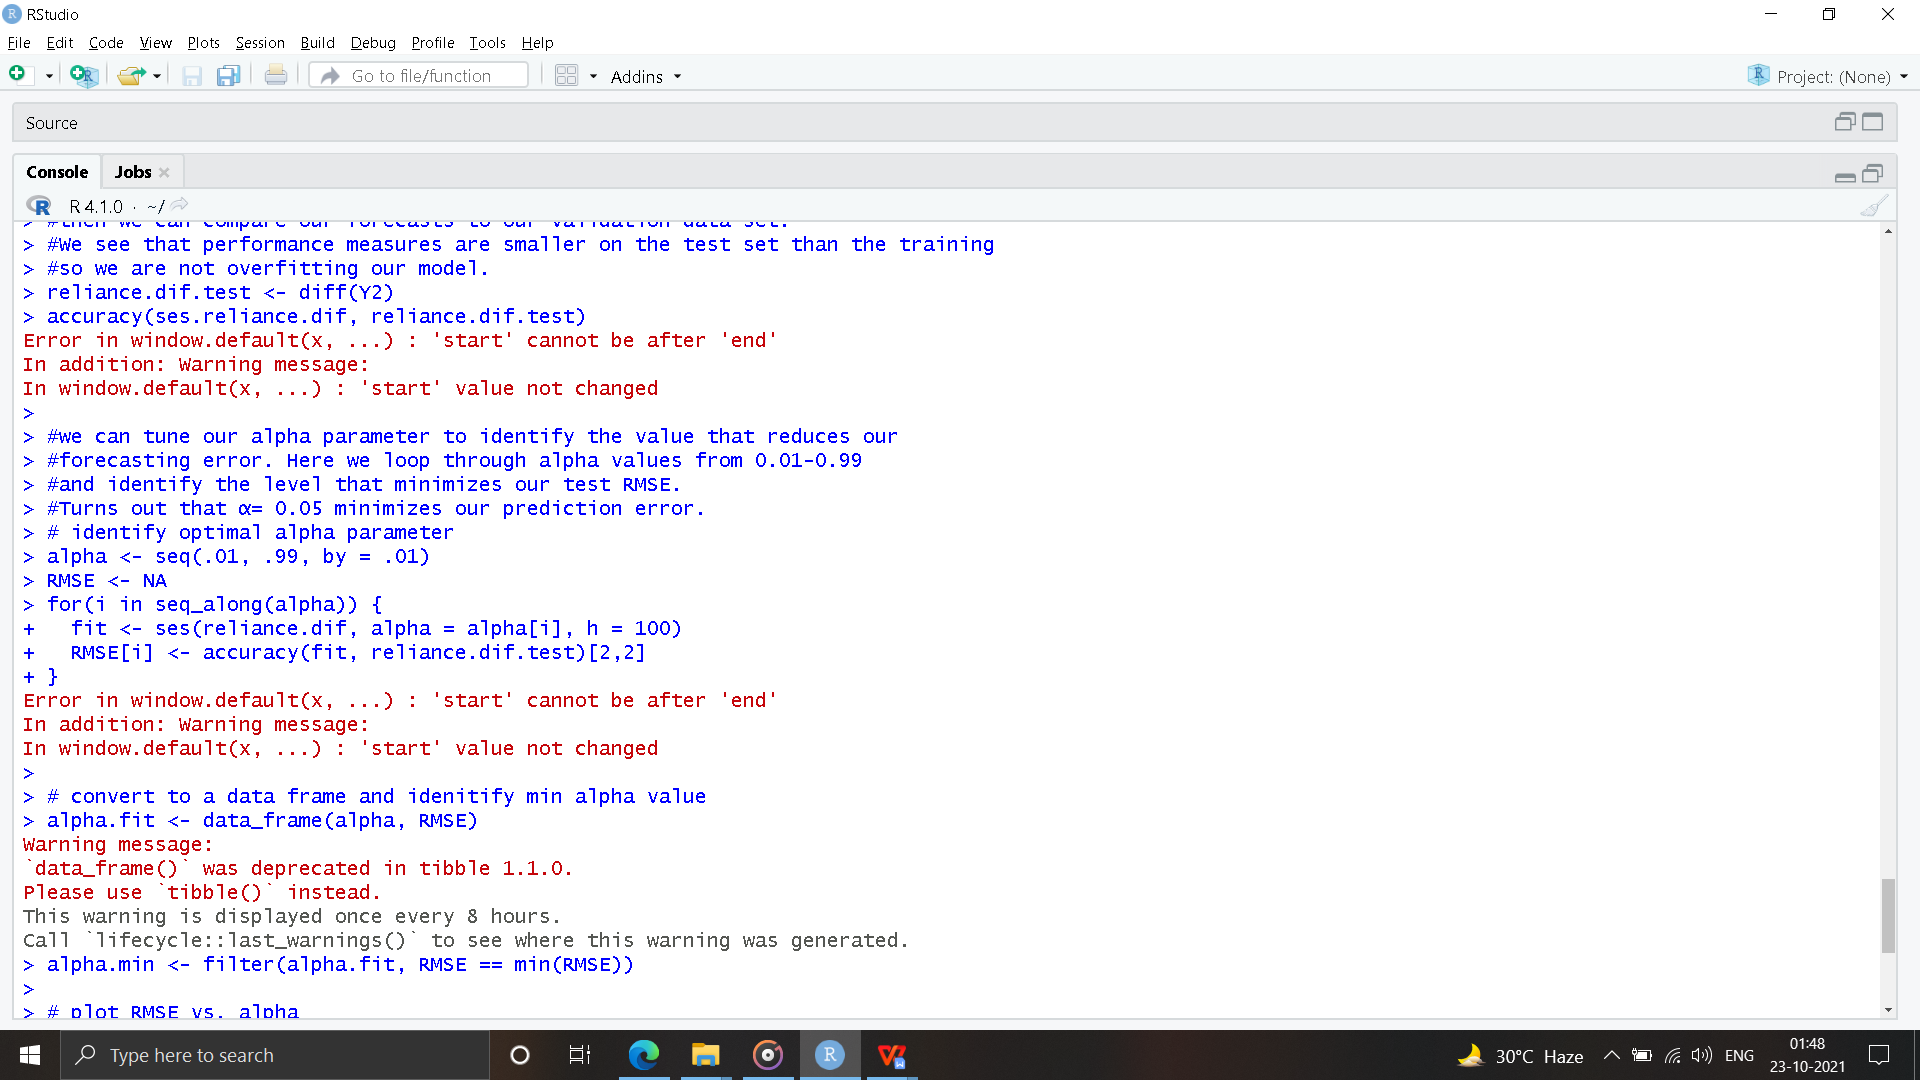 RStudio
File Edit Code View Plots Session Build Debug Profile Tools Help
Go to file/function
Addins
Project: (None)
Source
Console Jobs
R 4.1.0 · ~/
> #then we can compare our forecasts to our validation data set.
> #We see that performance measures are smaller on the test set than the training
> #so we are not overfitting our model.
> reliance.dif.test <- diff(Y2)
> accuracy(ses.reliance.dif, reliance.dif.test)
Error in window.default(x, ...) : 'start' cannot be after 'end'
In addition: Warning message:
In window.default(x, ...) : 'start' value not changed
>
> #we can tune our alpha parameter to identify the value that reduces our
> #forecasting error. Here we loop through alpha values from 0.01-0.99
> #and identify the level that minimizes our test RMSE.
> #Turns out that α= 0.05 minimizes our prediction error.
> # identify optimal alpha parameter
> alpha <- seq(.01, .99, by = .01)
> RMSE <- NA
> for(i in seq_along(alpha)) {
+   fit <- ses(reliance.dif, alpha = alpha[i], h = 100)
+   RMSE[i] <- accuracy(fit, reliance.dif.test)[2,2]
+ }
Error in window.default(x, ...) : 'start' cannot be after 'end'
In addition: Warning message:
In window.default(x, ...) : 'start' value not changed
>
> # convert to a data frame and idenitify min alpha value
> alpha.fit <- data_frame(alpha, RMSE)
Warning message:
`data_frame()` was deprecated in tibble 1.1.0.
Please use `tibble()` instead.
This warning is displayed once every 8 hours.
Call `lifecycle::last_warnings()` to see where this warning was generated.
> alpha.min <- filter(alpha.fit, RMSE == min(RMSE))
>
> # plot RMSE vs. alpha
Type here to search
30°C Haze
ENG
01:48
23-10-2021